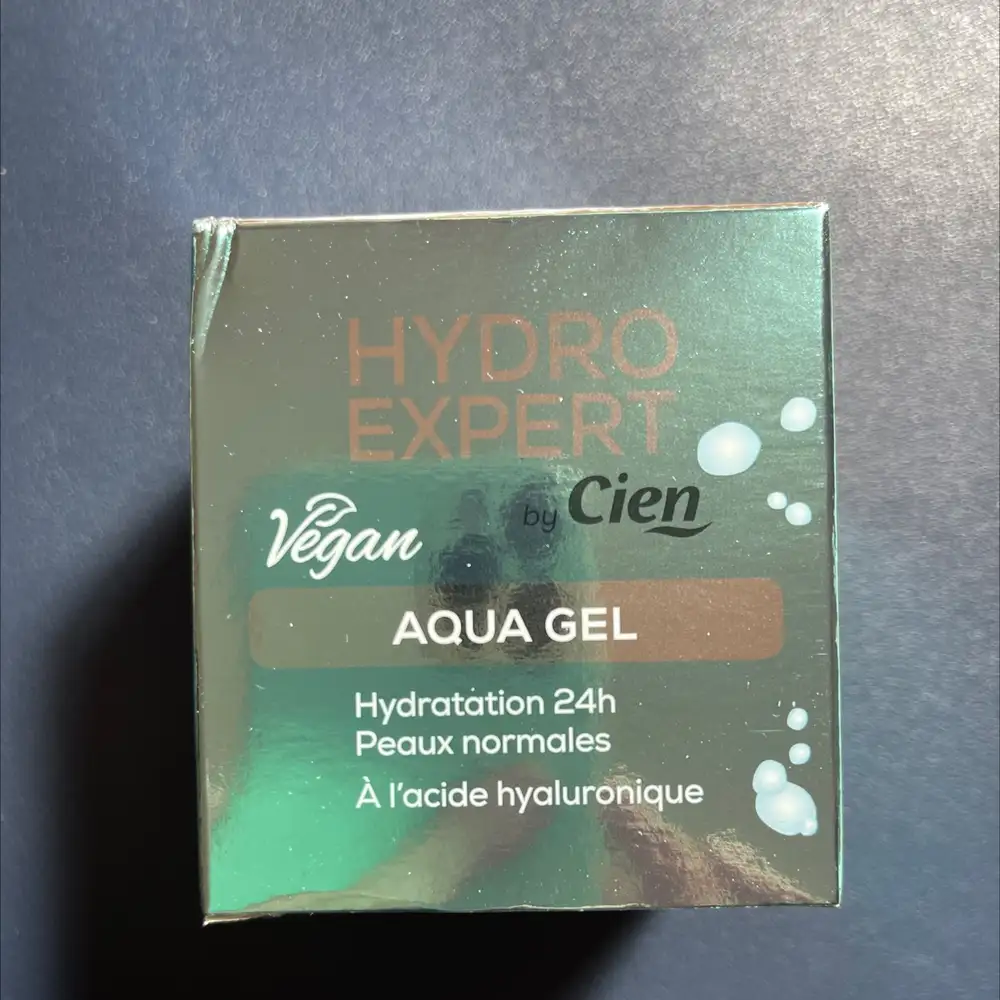 HYDRO
EXPERT
by Cien
Vegan
AQUA GEL
Hydratation 24h
Peaux normales
À l'acide hyaluronique